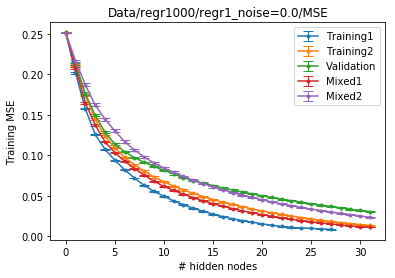 Data/regr1000/regr1_noise=0.0/MSE
Training1
Training2
Validation
Mixed1
Mixed2
Training MSE
0.25
0.20
0.15
0.10
0.05
0.00
0 5 10 15 20 25 30
# hidden nodes